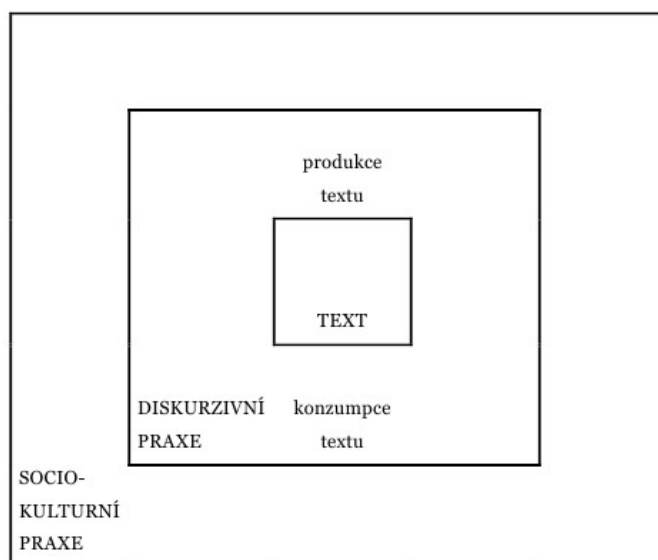 produkce
textu
TEXT
DISKURZIVNÍ konzumpce
PRAXE textu
SOCIO-
KULTURNÍ
PRAXE